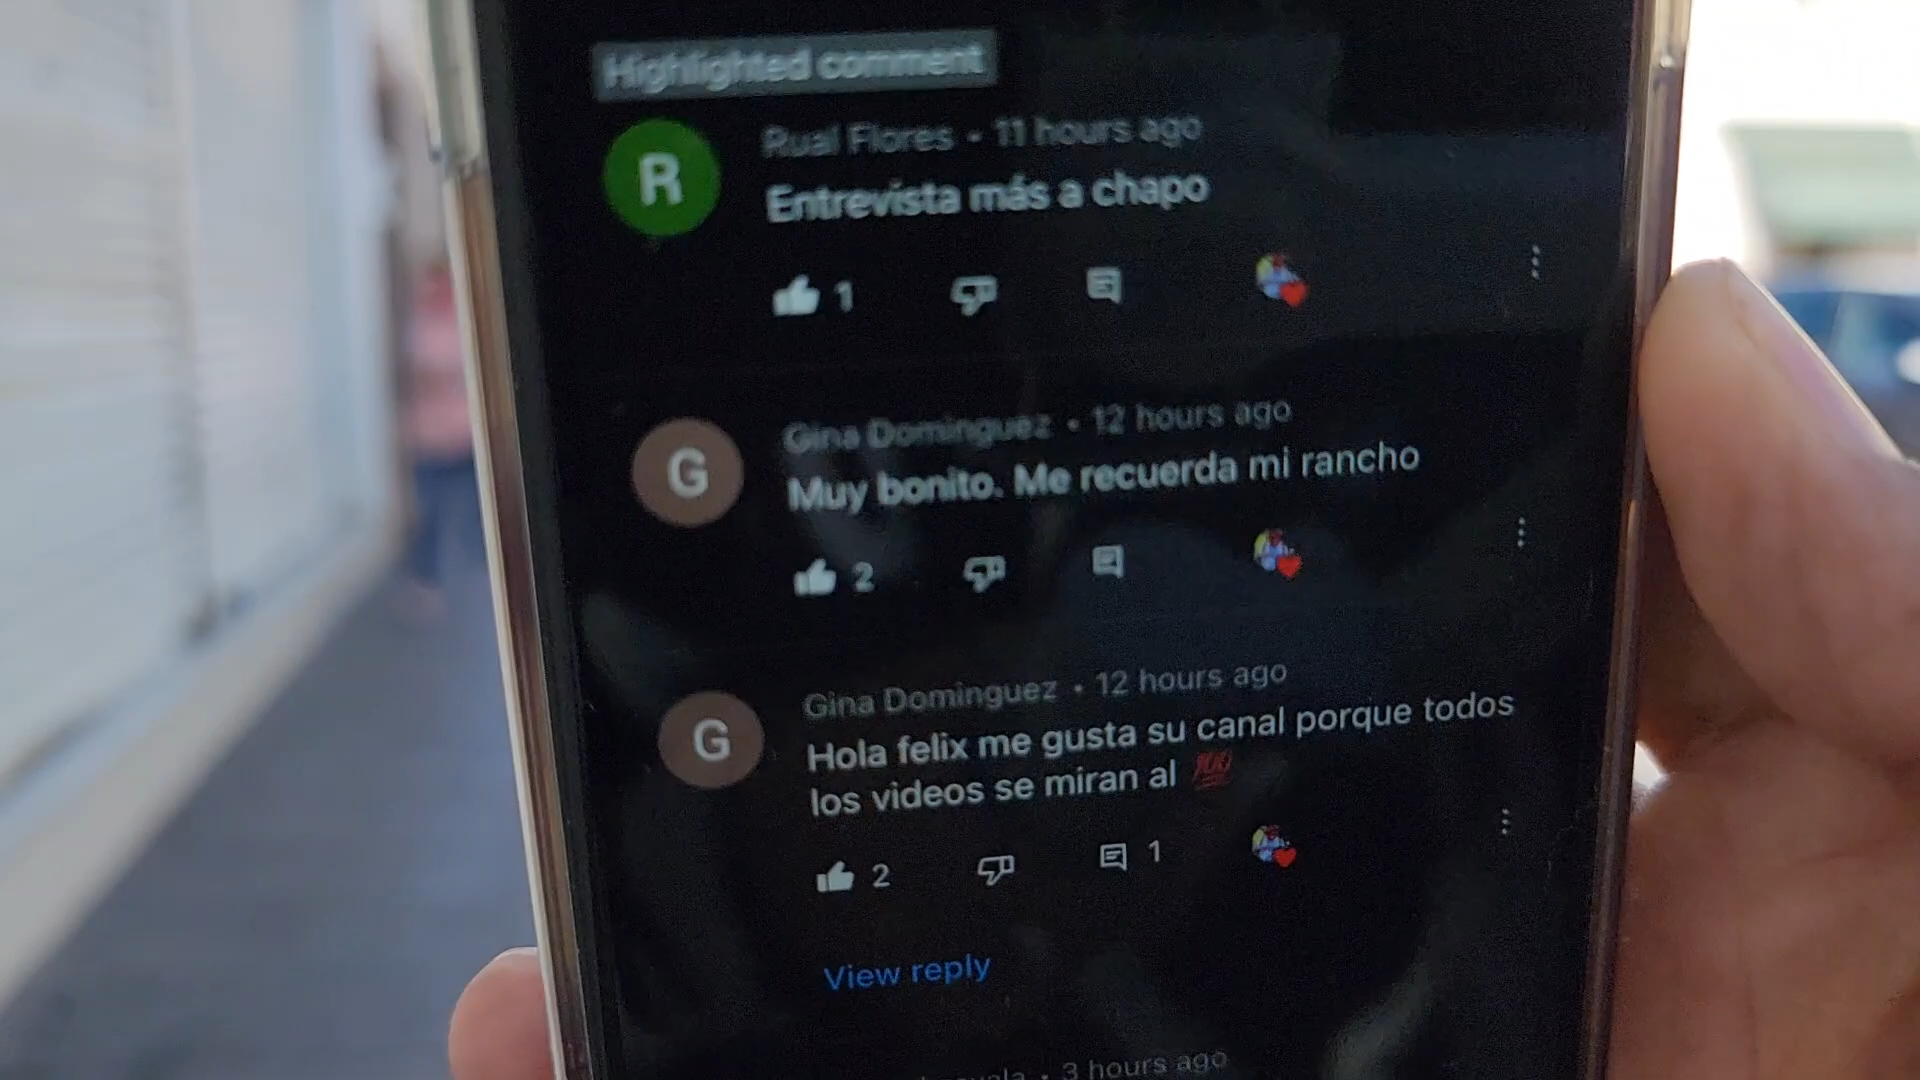 Highlighted comment
R
Rual Flores • 11 hours ago
Entrevista más a chapo
1
G
Gina Dominguez • 12 hours ago
Muy bonito. Me recuerda mi rancho
2
G
Gina Dominguez • 12 hours ago
Hola felix me gusta su canal porque todos
los videos se miran al 💯
2
1
View reply
• 3 hours ago